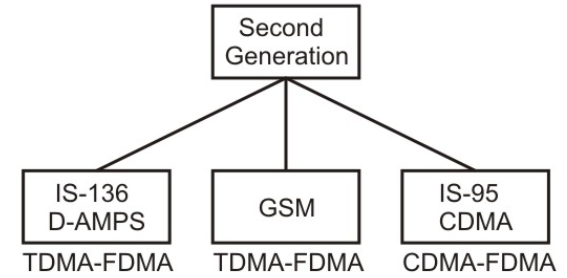 Second
Generation
IS-136
D-AMPS
GSM
IS-95
CDMA
TDMA-FDMA
TDMA-FDMA
CDMA-FDMA